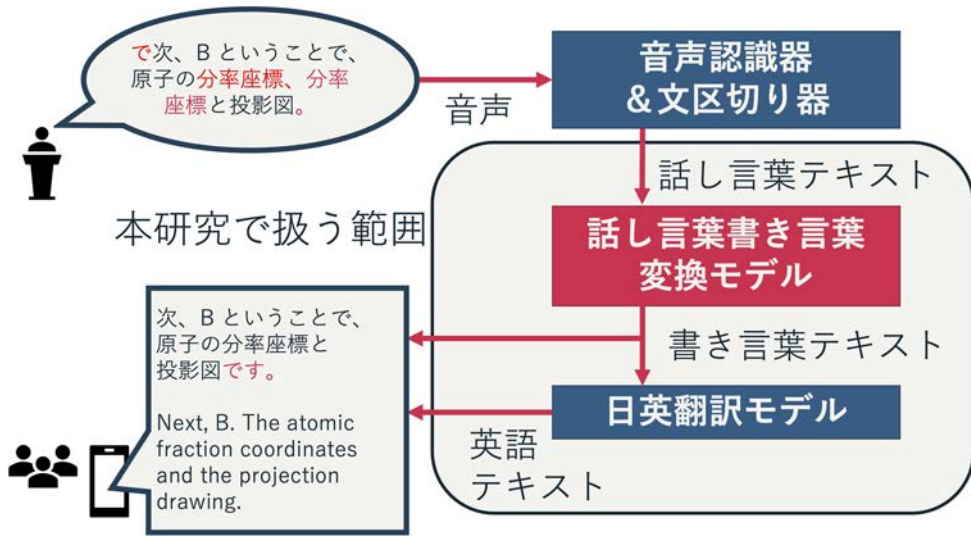 で次、B ということで、
原子の分率座標、分率
座標と投影図。
音声
音声認識器
＆文区切り器
話し言葉テキスト
本研究で扱う範囲
話し言葉書き言葉
変換モデル
書き言葉テキスト
次、B ということで、
原子の分率座標と
投影図です。
Next, B. The atomic
fraction coordinates
and the projection
drawing.
日英翻訳モデル
英語
テキスト